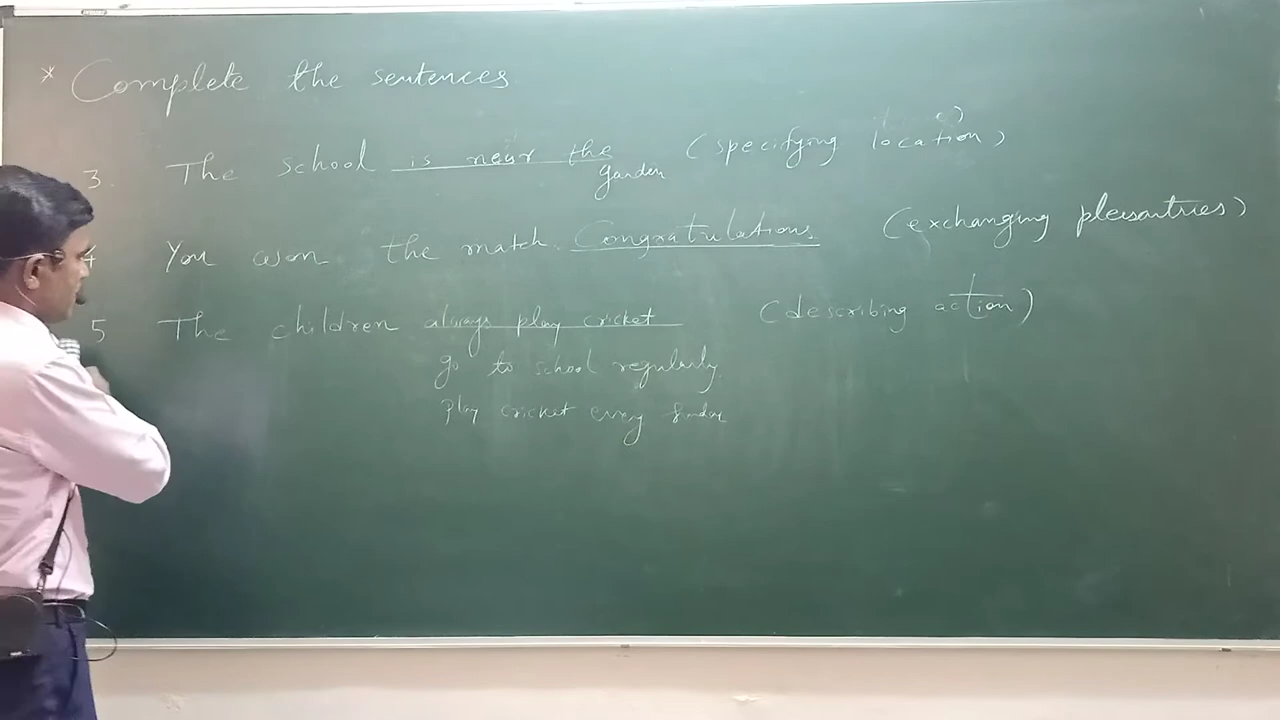 * Complete the sentences
3. The school is near the (specifying location)
garden
4 You won the match. Congratulations. (exchanging pleasantries)
5 The children always play cricket (describing action)
go to school regularly
Play cricket every Sunday